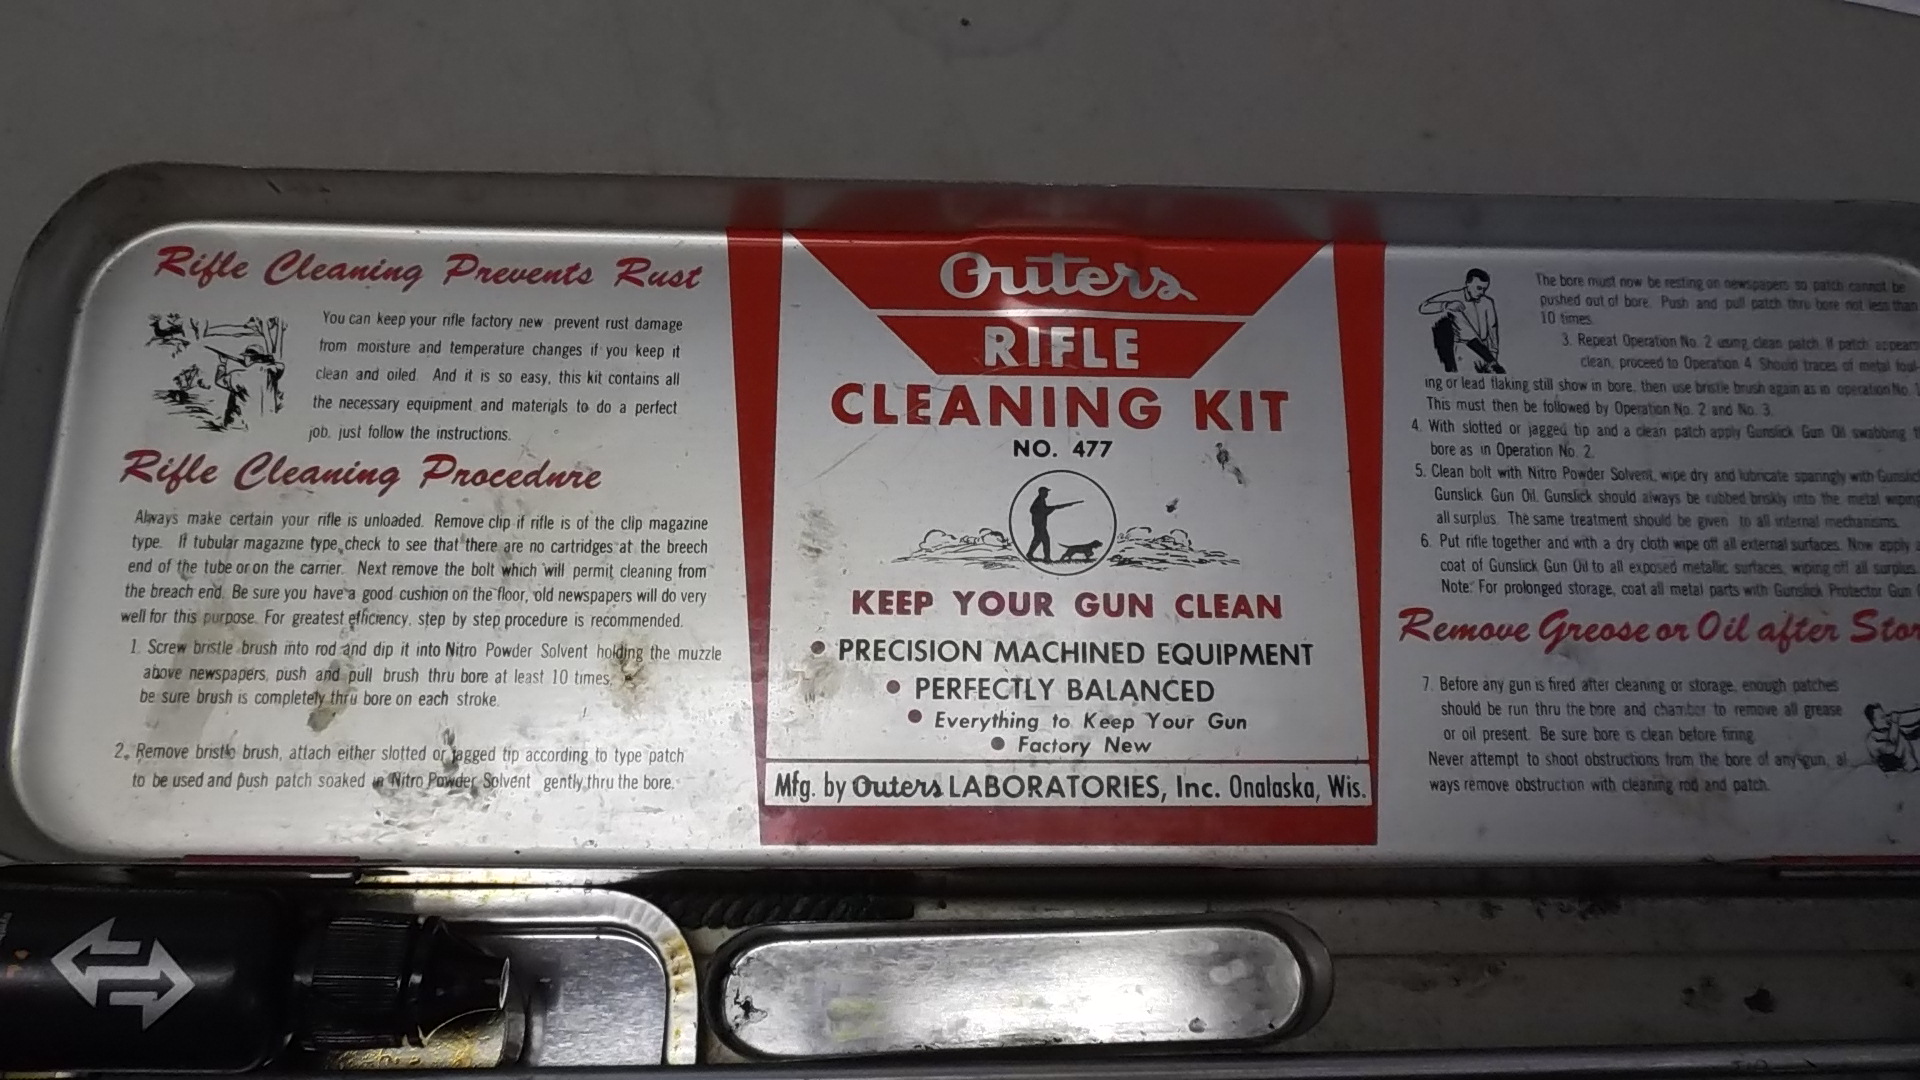 Rifle Cleaning Prevents Rust
You can keep your rifle factory new prevent rust damage
from moisture and temperature changes if you keep it
clean and oiled. And it is so easy, this kit contains all
the necessary equipment and materials to do a perfect
job. just follow the instructions.
Rifle Cleaning Procedure
Always make certain your rifle is unloaded. Remove clip if rifle is of the clip magazine
type. If tubular magazine type, check to see that there are no cartridges at the breech
end of the tube or on the carrier. Next remove the bolt which will permit cleaning from
the breach end. Be sure you have a good cushion on the floor, old newspapers will do very
well for this purpose. For greatest efficiency, step by step procedure is recommended.
1. Screw bristle brush into rod and dip it into Nitro Powder Solvent holding the muzzle
above newspapers, push and pull brush thru bore at least 10 times,
be sure brush is completely thru bore on each stroke.
2. Remove bristle brush, attach either slotted or jagged tip according to type patch
to be used and push patch soaked in Nitro Powder Solvent gently thru the bore.
Outers
RIFLE
CLEANING KIT
NO. 477
KEEP YOUR GUN CLEAN
• PRECISION MACHINED EQUIPMENT
• PERFECTLY BALANCED
• Everything to Keep Your Gun
• Factory New
Mfg. by Outers LABORATORIES, Inc. Onalaska, Wis.
The bore must now be resting on newspapers so patch cannot be
pushed out of bore. Push and pull patch thru bore not less than
10 times.
3. Repeat Operation No. 2 using clean patch. If patch appears
clean, proceed to Operation 4. Should traces of metal foul-
ing or lead flaking still show in bore, then use bristle brush again as in operation No. 1
This must then be followed by Operation No. 2 and No. 3.
4. With slotted or jagged tip and a clean patch apply Gunslick Gun Oil swabbing
bore as in Operation No. 2.
5. Clean bolt with Nitro Powder Solvent, wipe dry and lubricate sparingly with Gunslick
Gunslick Gun Oil. Gunslick should always be rubbed briskly into the metal wiping
all surplus. The same treatment should be given to all internal mechanisms.
6. Put rifle together and with a dry cloth wipe off all external surfaces. Now apply a
coat of Gunslick Gun Oil to all exposed metallic surfaces, wiping off all surplus.
Note: For prolonged storage, coat all metal parts with Gunslick Protector Gun
Remove Grease or Oil after Stor
7. Before any gun is fired after cleaning or storage, enough patches
should be run thru the bore and chamber to remove all grease
or oil present. Be sure bore is clean before firing.
Never attempt to shoot obstructions from the bore of any gun, al
ways remove obstruction with cleaning rod and patch.